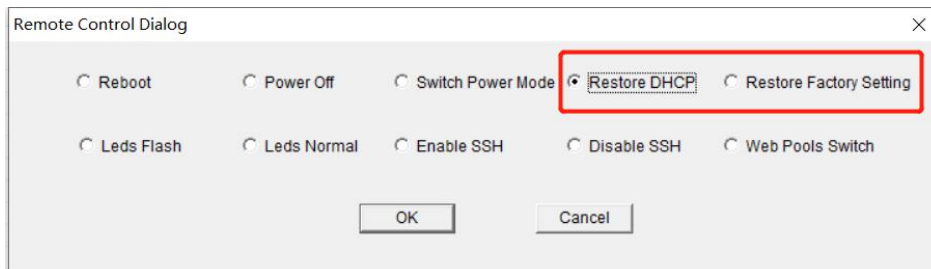 Remote Control Dialog
Reboot Power Off Switch Power Mode Restore DHCP Restore Factory Setting
Leds Flash Leds Normal Enable SSH Disable SSH Web Pools Switch
OK Cancel